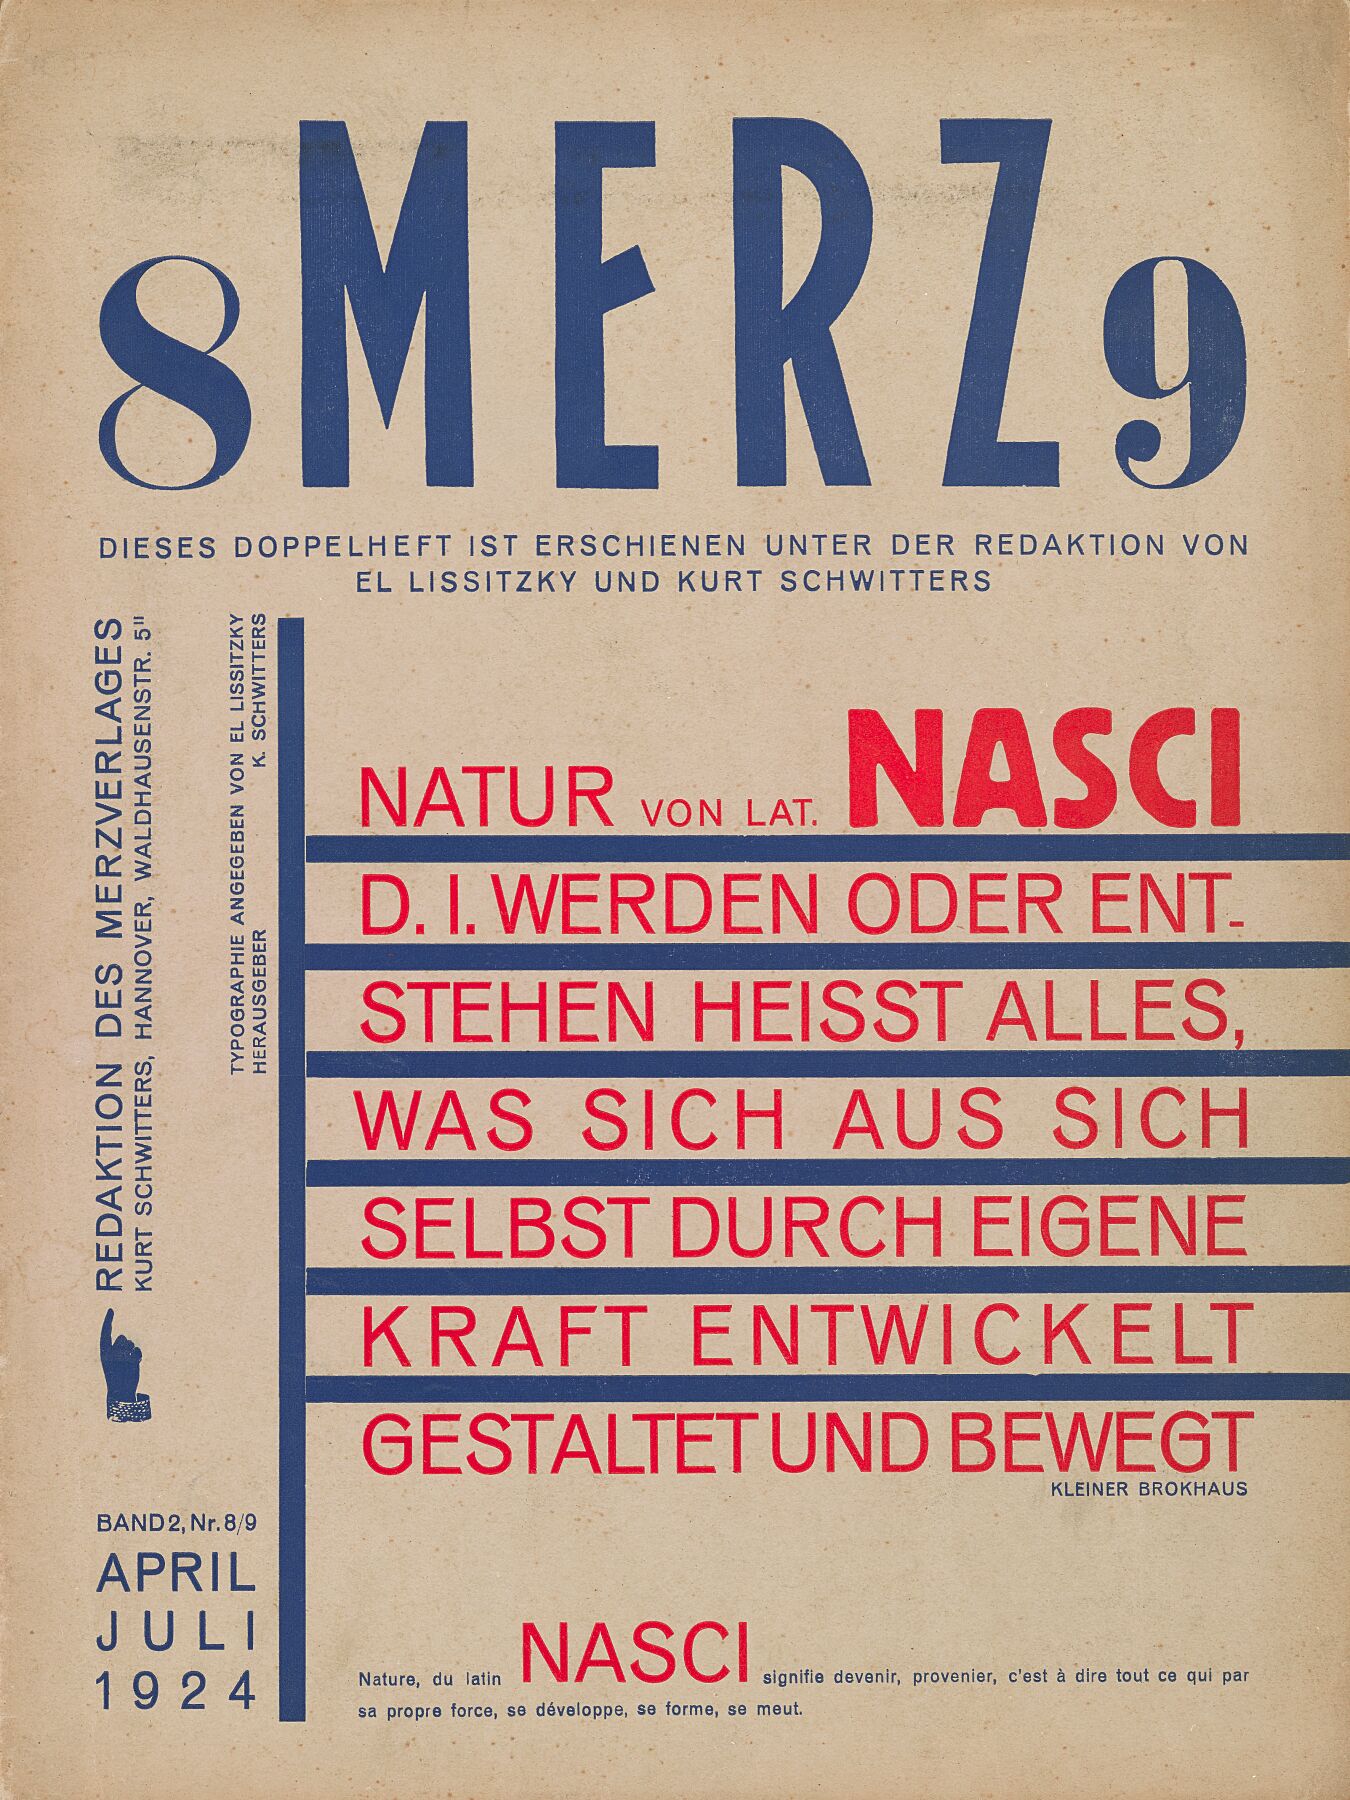 8 MERZ 9
DIESES DOPPELHEFT IST ERSCHIENEN UNTER DER REDAKTION VON
EL LISSITZKY UND KURT SCHWITTERS
REDAKTION DES MERZVERLAGES
KURT SCHWITTERS, HANNOVER, WALDHAUSENSTR. 5"
TYPOGRAPHIE ANGEGEBEN VON EL LISSITZKY
HERAUSGEBER K. SCHWITTERS
NATUR VON LAT. NASCI
D. I. WERDEN ODER ENT-
STEHEN HEISST ALLES,
WAS SICH AUS SICH
SELBST DURCH EIGENE
KRAFT ENTWICKELT
GESTALTET UND BEWEGT
KLEINER BROKHAUS
BAND 2, Nr. 8/9
APRIL
JULI
1924
Nature, du latin NASCI signifie devenir, provenier, c'est à dire tout ce qui par
sa propre force, se développe, se forme, se meut.